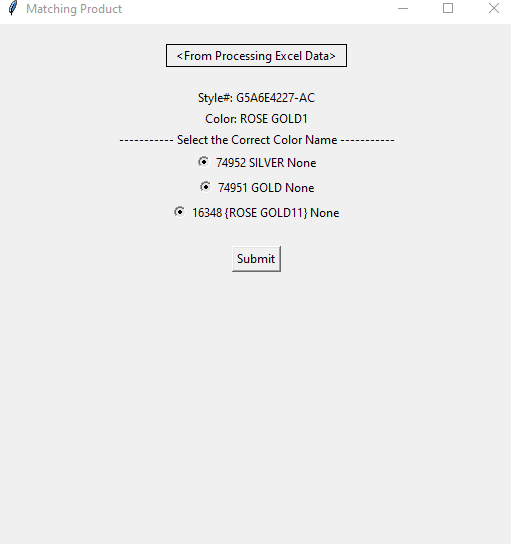 Matching Product
<From Processing Excel Data>
Style#: G5A6E4227-AC
Color: ROSE GOLD1
----------- Select the Correct Color Name -----------
74952 SILVER None
74951 GOLD None
16348 {ROSE GOLD11} None
Submit